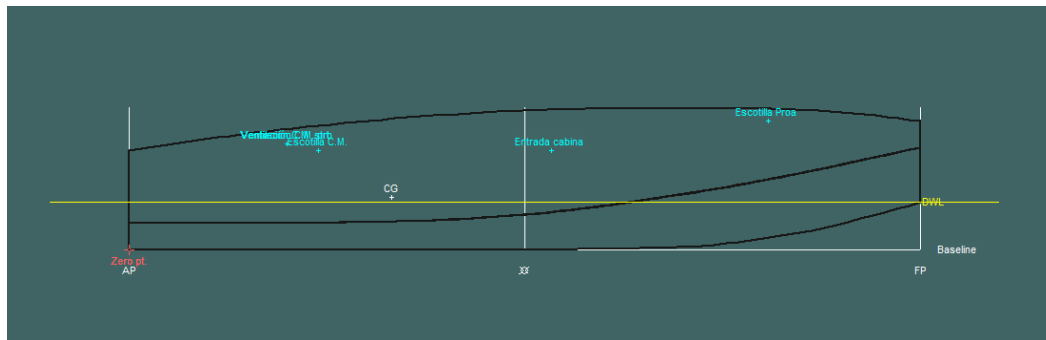 Escotilla Proa
Escotilla C.M.
Entrada cabina
CG
DWL
Baseline
Zero pt.
AP
FP